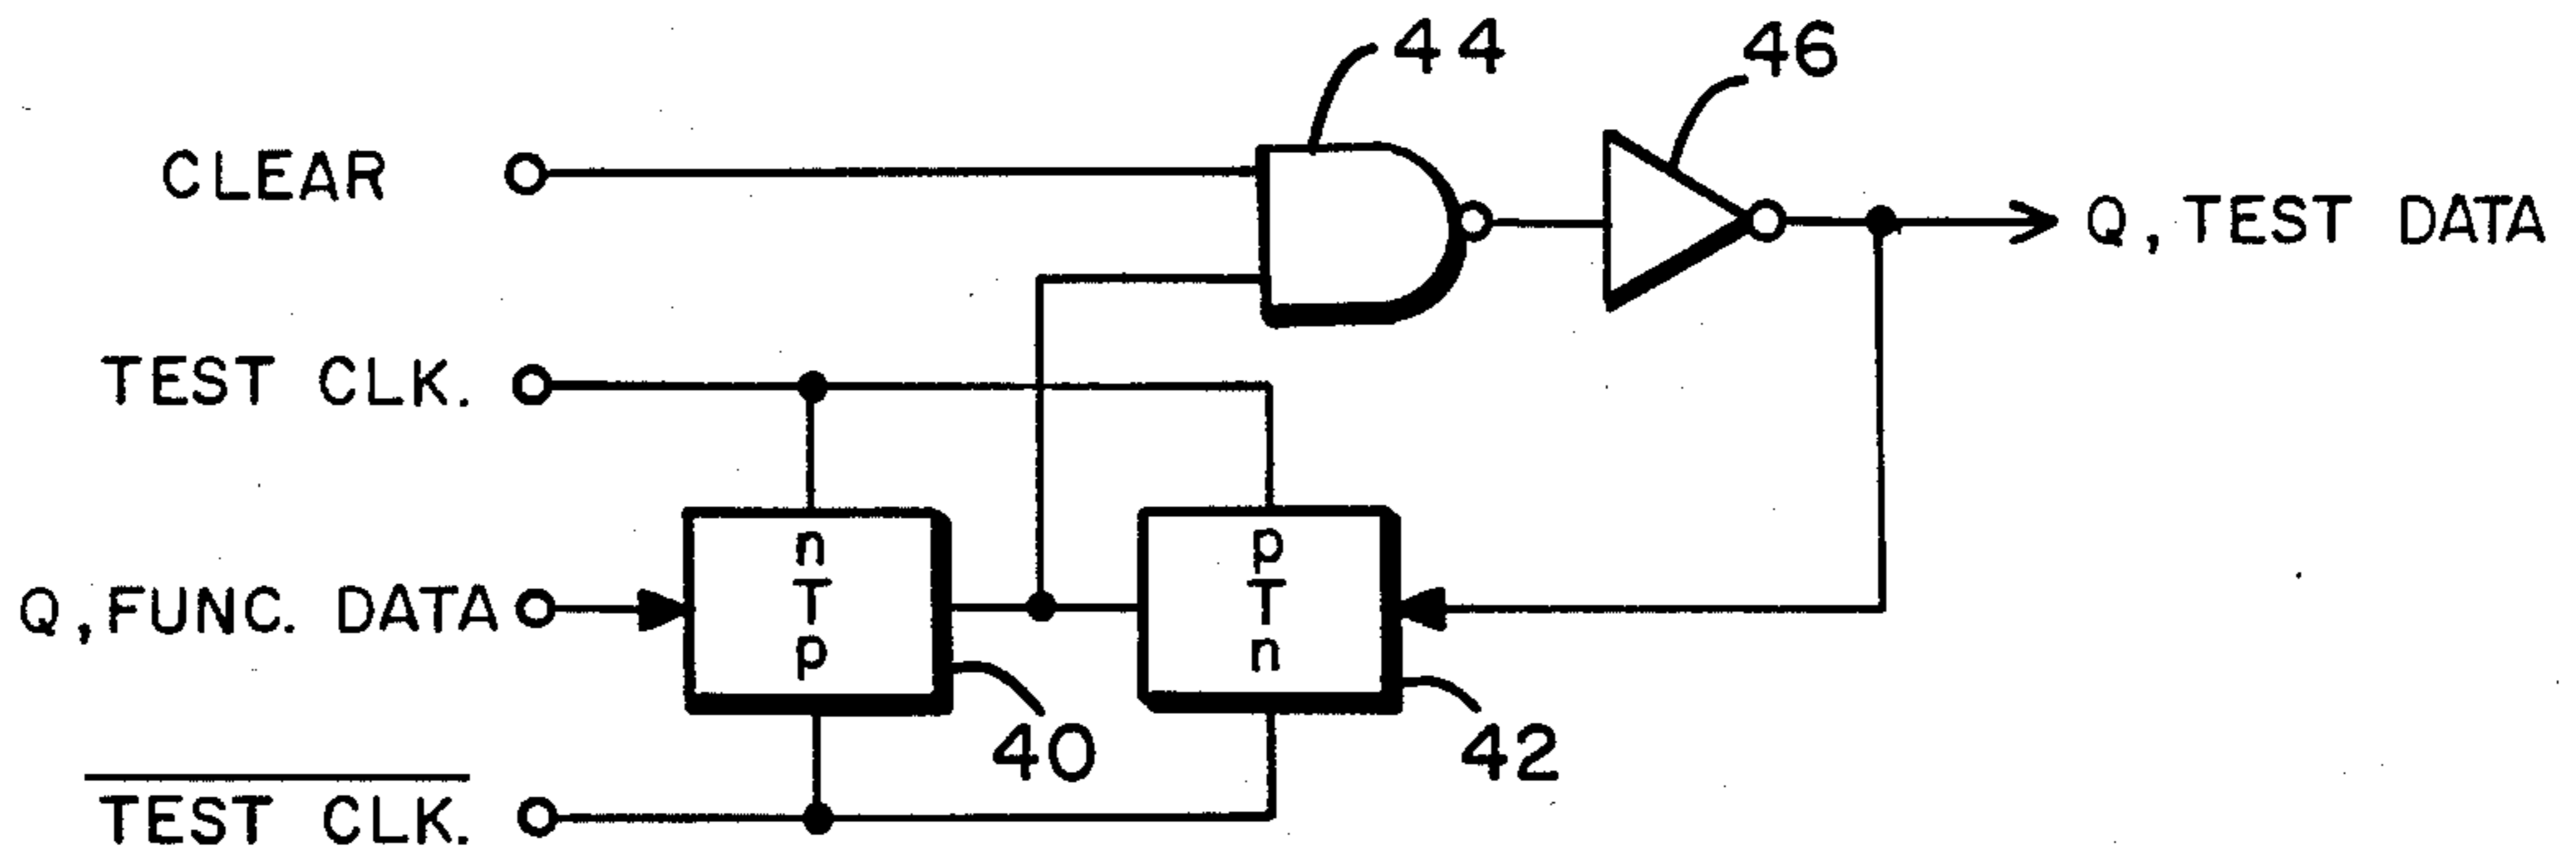 44
46
CLEAR
Q, TEST DATA
TEST CLK.
n
T
p
p
T
n
Q, FUNC. DATA
40
42
TEST CLK.